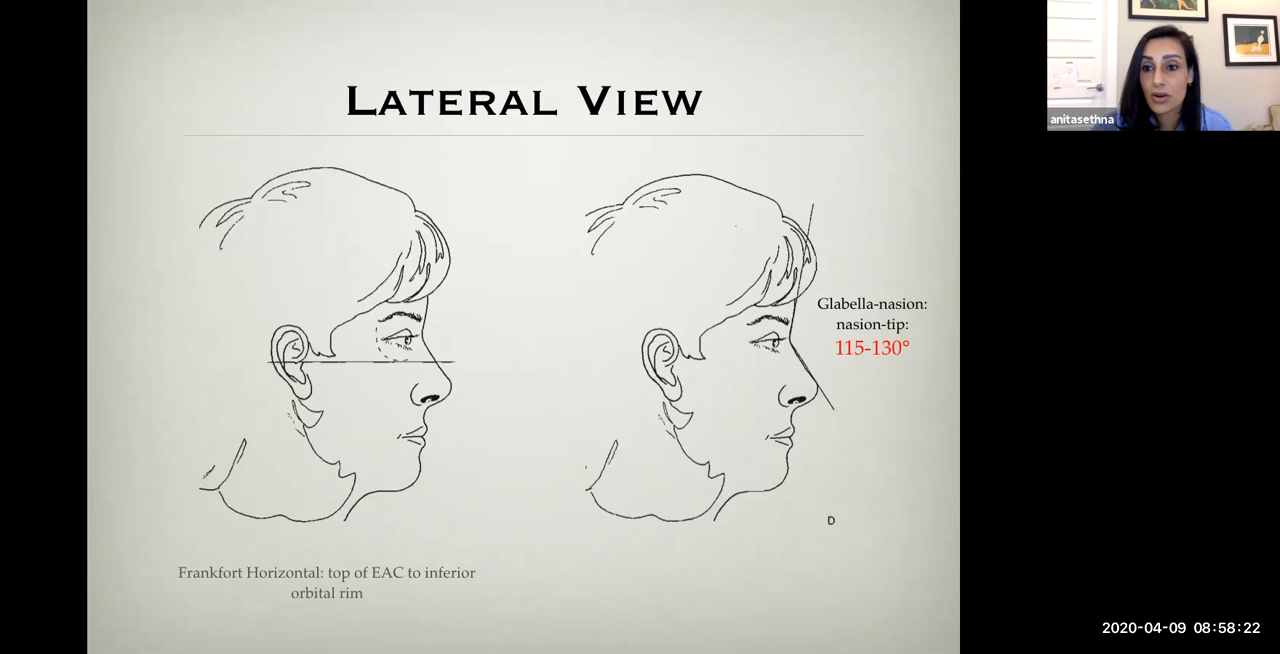 LATERAL VIEW
Glabella-nasion:
nasion-tip:
115-130°
D
Frankfort Horizontal: top of EAC to inferior
orbital rim
anitasethna
2020-04-09 08:58:22